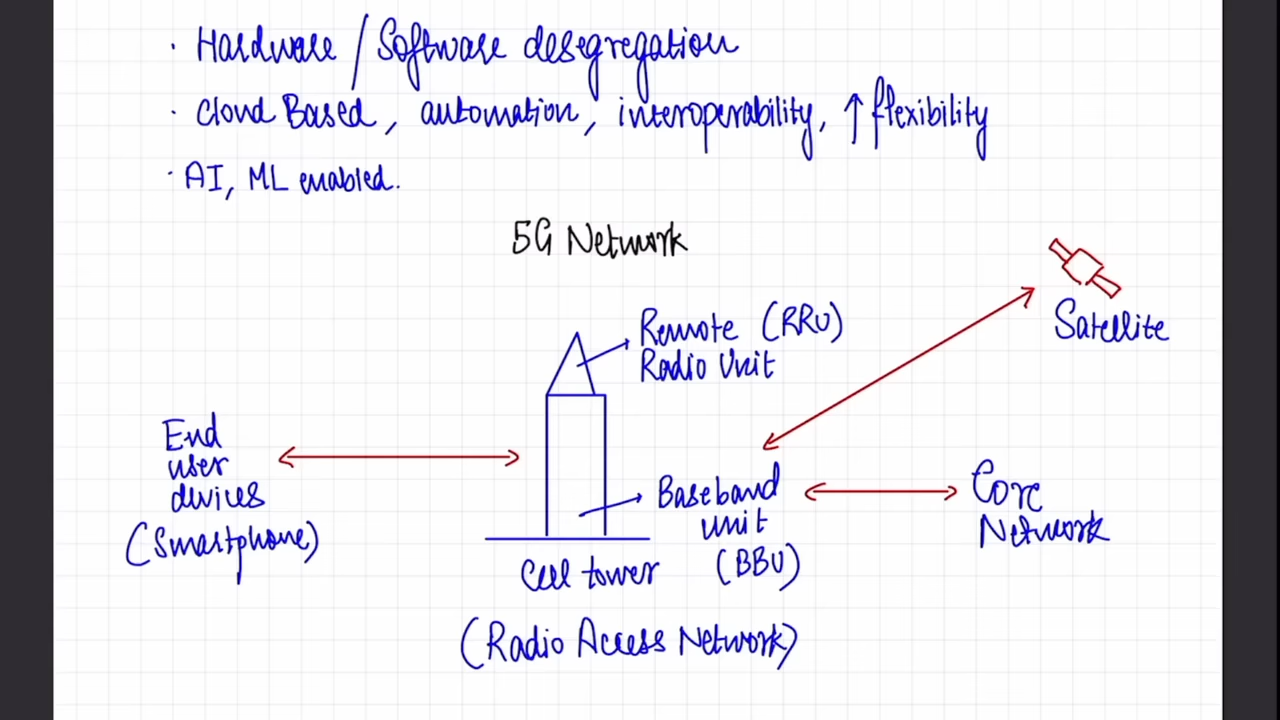 · Hardware / Software desegregation
· Cloud Based, automation, interoperability, ↑ flexibility
· AI, ML enabled.
5G Network
Satellite
Remote (RRU)
Radio Unit
End
user
devices
(Smartphone)
Baseband
unit
(BBU)
Core
Network
Cell tower
(Radio Access Network)